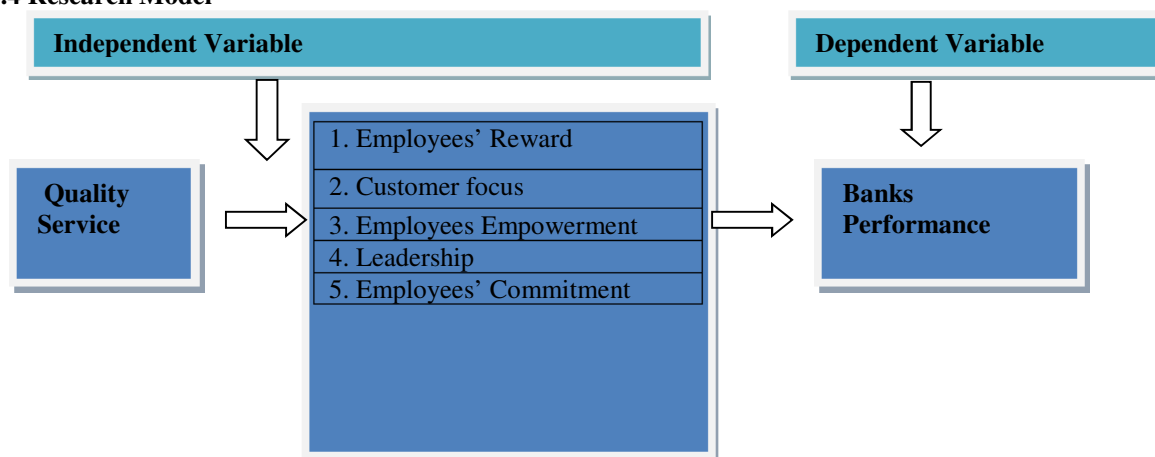 .4 Research Model
Independent Variable
Dependent Variable
1. Employees’ Reward
2. Customer focus
3. Employees Empowerment
4. Leadership
5. Employees’ Commitment
Quality
Service
Banks
Performance